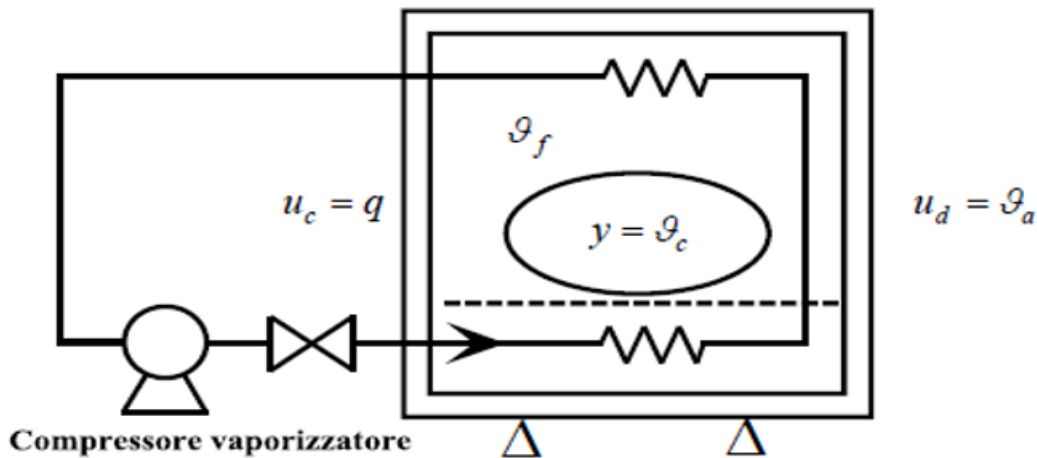 ϑ_f
u_c = q
y = ϑ_c
u_d = ϑ_a
Compressore vaporizzatore
Δ Δ